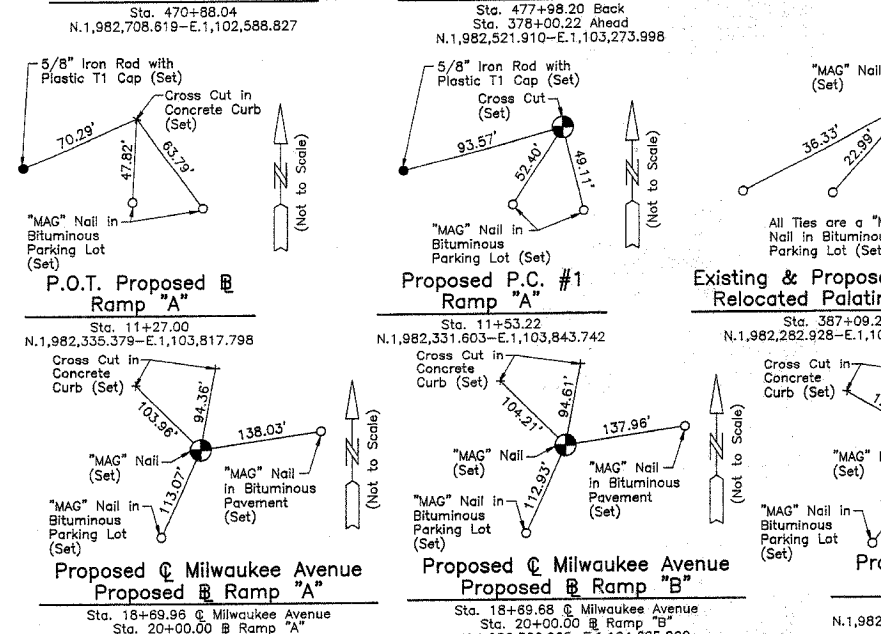 Sta. 470+88.04
N.1,982,708.619–E.1,102,588.827
5/8" Iron Rod with
Plastic T1 Cap (Set)
Cross Cut in
Concrete Curb
(Set)
70.29'
47.82'
63.79'
N
(Not to Scale)
"MAG" Nail in
Bituminous
Parking Lot
(Set)
P.O.T. Proposed BL
Ramp "A"
Sta. 477+98.20 Back
Sta. 378+00.22 Ahead
N.1,982,521.910–E.1,103,273.998
5/8" Iron Rod with
Plastic T1 Cap (Set)
Cross Cut
(Set)
93.57'
52.40'
49.11'
N
(Not to Scale)
"MAG" Nail in
Bituminous
Parking Lot (Set)
Proposed P.C. #1
Ramp "A"
"MAG" Nail
(Set)
36.33'
22.99'
All Ties are a "M
Nail in Bitumino
Parking Lot (Set
Existing & Propos
Relocated Palati
Sta. 11+27.00
N.1,982,335.379–E.1,103,817.798
Cross Cut in
Concrete
Curb (Set)
103.96'
94.36'
138.03'
113.07'
"MAG" Nail
(Set)
"MAG" Nail
in Bituminous
Pavement
(Set)
"MAG" Nail in
Bituminous
Parking Lot
(Set)
N
(Not to Scale)
Proposed ℄ Milwaukee Avenue
Proposed BL Ramp "A"
Sta. 18+69.96 ℄ Milwaukee Avenue
Sta. 20+00.00 BL Ramp "A"
Sta. 11+53.22
N.1,982,331.603–E.1,103,843.742
Cross Cut in
Concrete
Curb (Set)
104.21'
94.61'
137.96'
112.93'
"MAG" Nail
(Set)
"MAG" Nail
in Bituminous
Pavement
(Set)
"MAG" Nail in
Bituminous
Parking Lot
(Set)
N
(Not to Scale)
Proposed ℄ Milwaukee Avenue
Proposed BL Ramp "B"
Sta. 18+69.68 ℄ Milwaukee Avenue
Sta. 20+00.00 BL Ramp "B"
Sta. 387+09.2
N.1,982,282.928–E.1,10
Cross Cut in
Concrete
Curb (Set)
"MAG"
(Set)
"MAG" Nail in
Bituminous
Parking Lot
(Set)
Pr
N.1,982